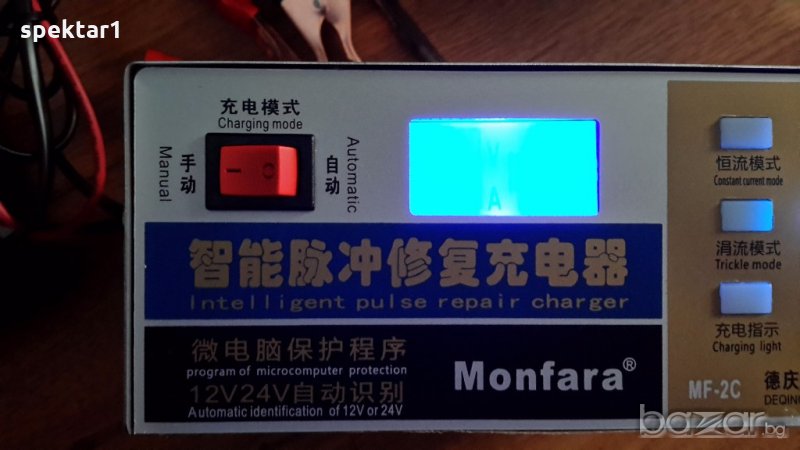 spektar1
充电模式
Charging mode
Manual
手动
自动
Automatic
V
A
恒流模式
Constant current mode
涓流模式
Trickle mode
充电指示
Charging light
智能脉冲修复充电器
Intelligent pulse repair charger
微电脑保护程序
program of microcomputer protection
12V24V自动识别
Automatic identification of 12V or 24V
Monfara®
MF-2C
德庆
DEQING
bazar.bg